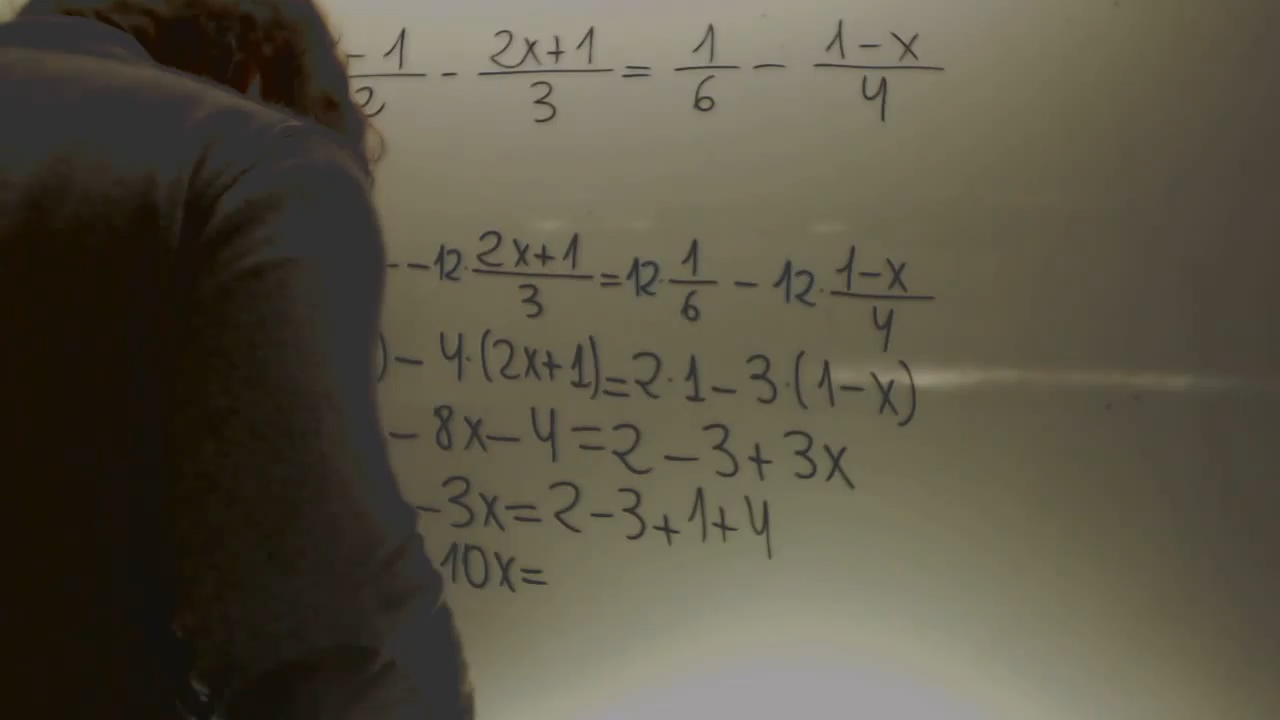 - 1/2 - 2x+1/3 = 1/6 - 1-x/4
- -12 · 2x+1/3 = 12 · 1/6 - 12 · 1-x/4
) - 4·(2x+1) = 2·1 - 3·(1-x)
- 8x - 4 = 2 - 3 + 3x
- 3x = 2 - 3 + 1 + 4
10x =